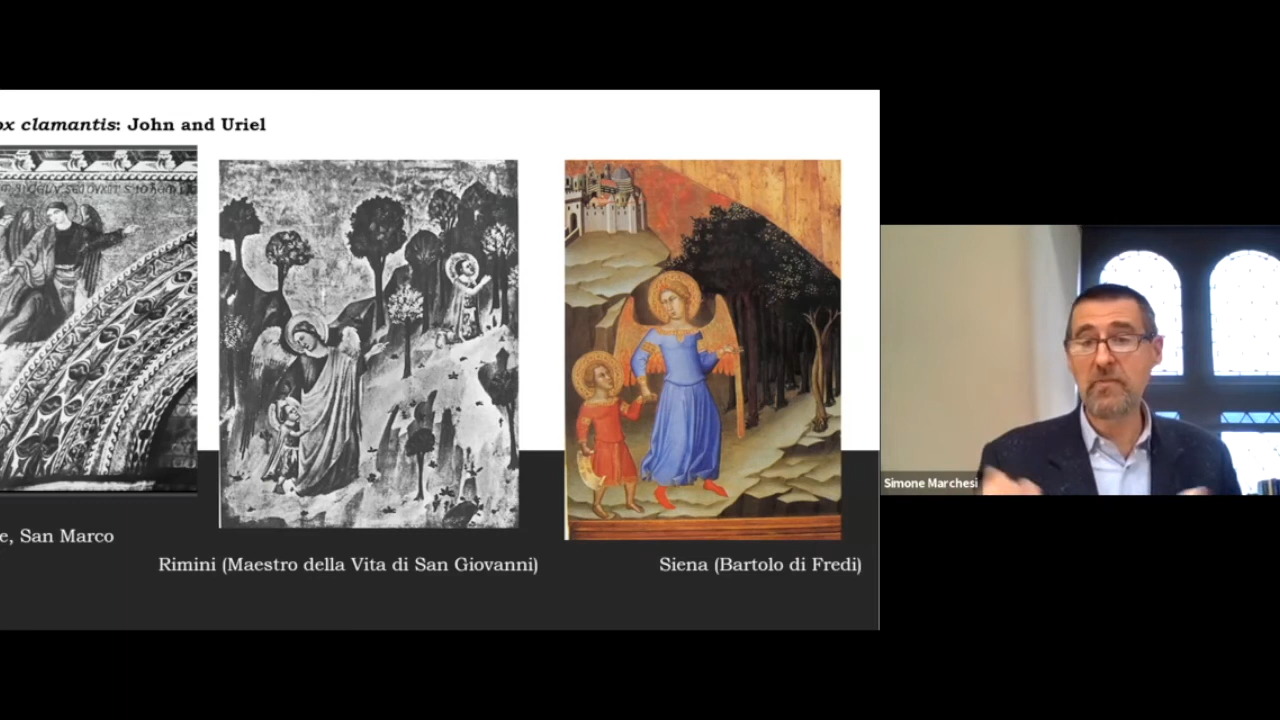 ox clamantis: John and Uriel
e, San Marco
Rimini (Maestro della Vita di San Giovanni)
Siena (Bartolo di Fredi)
Simone Marchesi